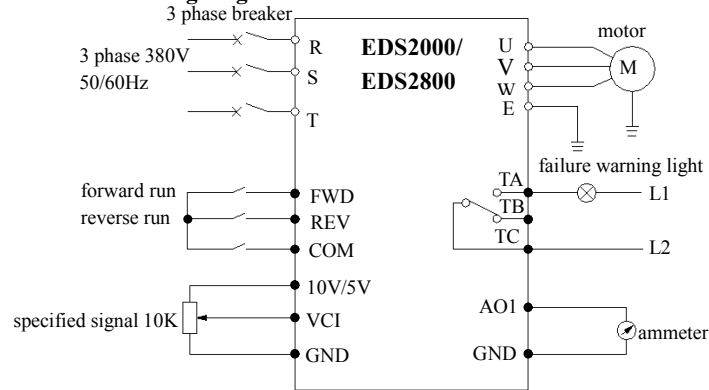 3 phase breaker
3 phase 380V
50/60Hz
R
S
T
EDS2000/
EDS2800
U
V
W
E
motor
M
forward run
reverse run
FWD
REV
COM
TA
TB
TC
failure warning light
L1
L2
specified signal 10K
10V/5V
VCI
GND
AO1
GND
ammeter